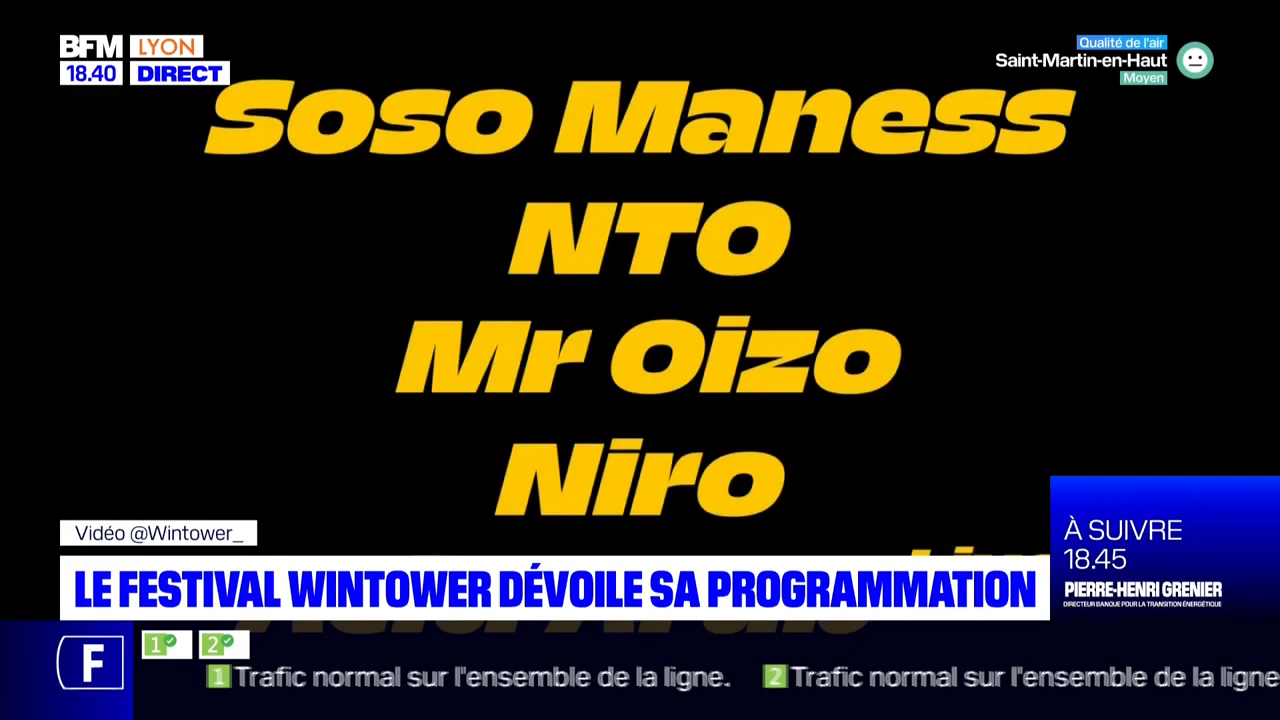 BFM LYON
18.40 DIRECT
Qualité de l'air
Saint-Martin-en-Haut
Moyen
Soso Maness
NTO
Mr Oizo
Niro
Vidéo @Wintower_
LE FESTIVAL WINTOWER DÉVOILE SA PROGRAMMATION
À SUIVRE
18.45
PIERRE-HENRI GRENIER
DIRECTEUR BANQUE POUR LA TRANSITION ÉNERGÉTIQUE
F 1 2
1 Trafic normal sur l'ensemble de la ligne. 2 Trafic normal sur l'ensemble de la ligne